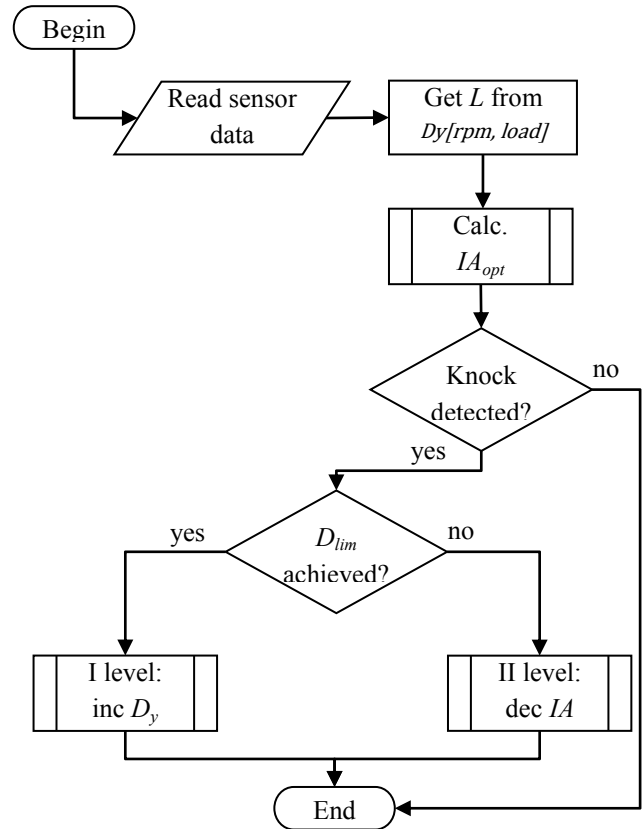 Begin
Read sensor
data
Get L from
Dy[rpm, load]
Calc.
IAopt
Knock
detected?
no
yes
Dlim
achieved?
yes
no
I level:
inc Dy
II level:
dec IA
End